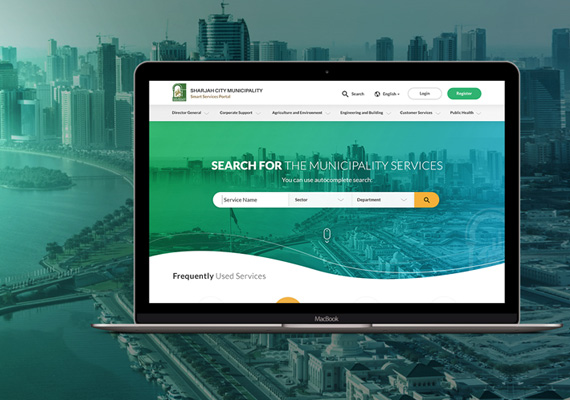 SHARJAH CITY MUNICIPALITY
Smart Services Portal
Search
English
Login
Register
Director General
Corporate Support
Agriculture and Environment
Engineering and Building
Customer Services
Public Health
SEARCH FOR THE MUNICIPALITY SERVICES
You can use autocomplete search
Service Name
Sector
Department
Frequently Used Services
MacBook